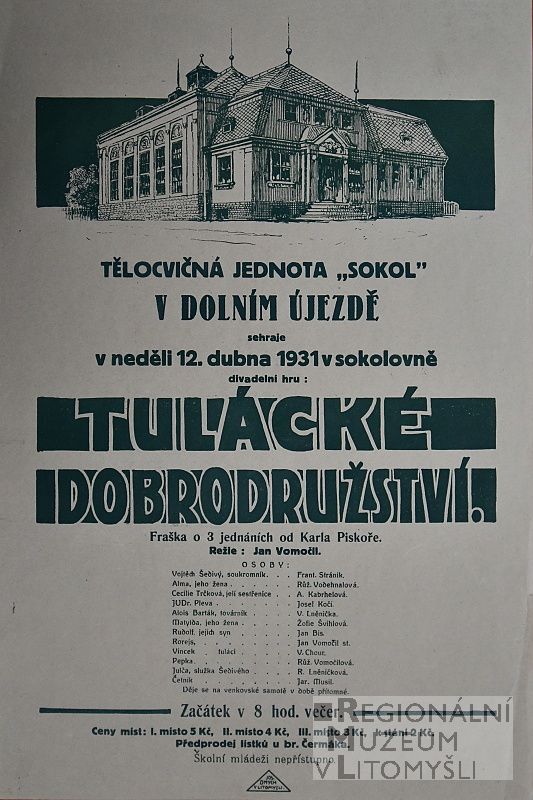 TĚLOCVIČNÁ JEDNOTA „SOKOL”
V DOLNÍM ÚJEZDĚ
sehraje
v neděli 12. dubna 1931 v sokolovně
divadelní hru :
TULÁCKÉ
DOBRODRUŽSTVÍ.
Fraška o 3 jednáních od Karla Piskoře.
Režie : Jan Vomočil.
OSOBY:
Vojtěch Šedivý, soukromník . . . Frant. Stráník.
Alma, jeho žena . . . . . . Růž. Vodehnalová.
Cecilie Trčková, její sestřenice . . A. Kabrhelová.
JUDr. Pleva . . . . . . . Josef Kočí.
Alois Barták, továrník . . . . V. Lněnička.
Matylda, jeho žena . . . . . Žofie Švihlová.
Rudolf, jejich syn . . . . . Jan Bis.
Rorejs, Jan Vomočil st.
Vincek tuláci . . . . . V. Chour.
Pepka Růž. Vomočilová.
Julča, služka Šedivého . . . . R. Lněničková.
Četník . . . . . . . . Jar. Musil.
Děje se na venkovské samotě v době přítomné.
Začátek v 8 hod. večer.
Ceny míst: I. místo 5 Kč, II. místo 4 Kč, III. místo 3 Kč, k stání 2 Kč.
Předprodej lístků u br. Čermáka.
Školní mládeži nepřístupno.
V LITOMYŠLI
REGIONÁLNÍ
MUZEUM
V LITOMYŠLI